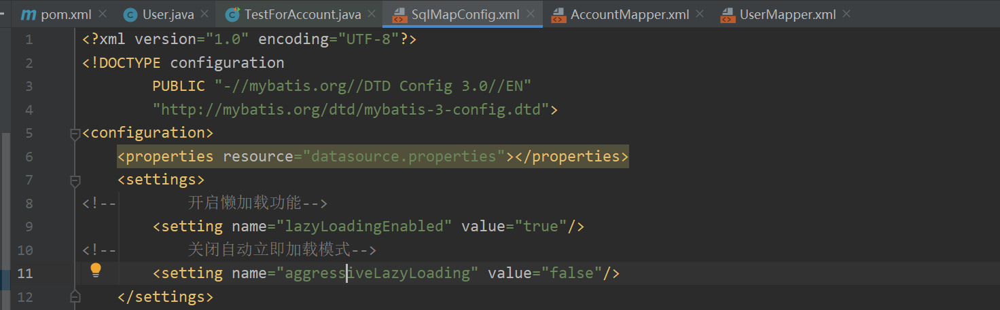 pom.xml User.java TestForAccount.java SqlMapConfig.xml AccountMapper.xml UserMapper.xml
1 <?xml version="1.0" encoding="UTF-8"?>
2 <!DOCTYPE configuration
3 PUBLIC "-//mybatis.org//DTD Config 3.0//EN"
4 "http://mybatis.org/dtd/mybatis-3-config.dtd">
5 <configuration>
6 <properties resource="datasource.properties"></properties>
7 <settings>
8 <!-- 开启懒加载功能-->
9 <setting name="lazyLoadingEnabled" value="true"/>
10 <!-- 关闭自动立即加载模式-->
11 <setting name="aggressiveLazyLoading" value="false"/>
12 </settings>